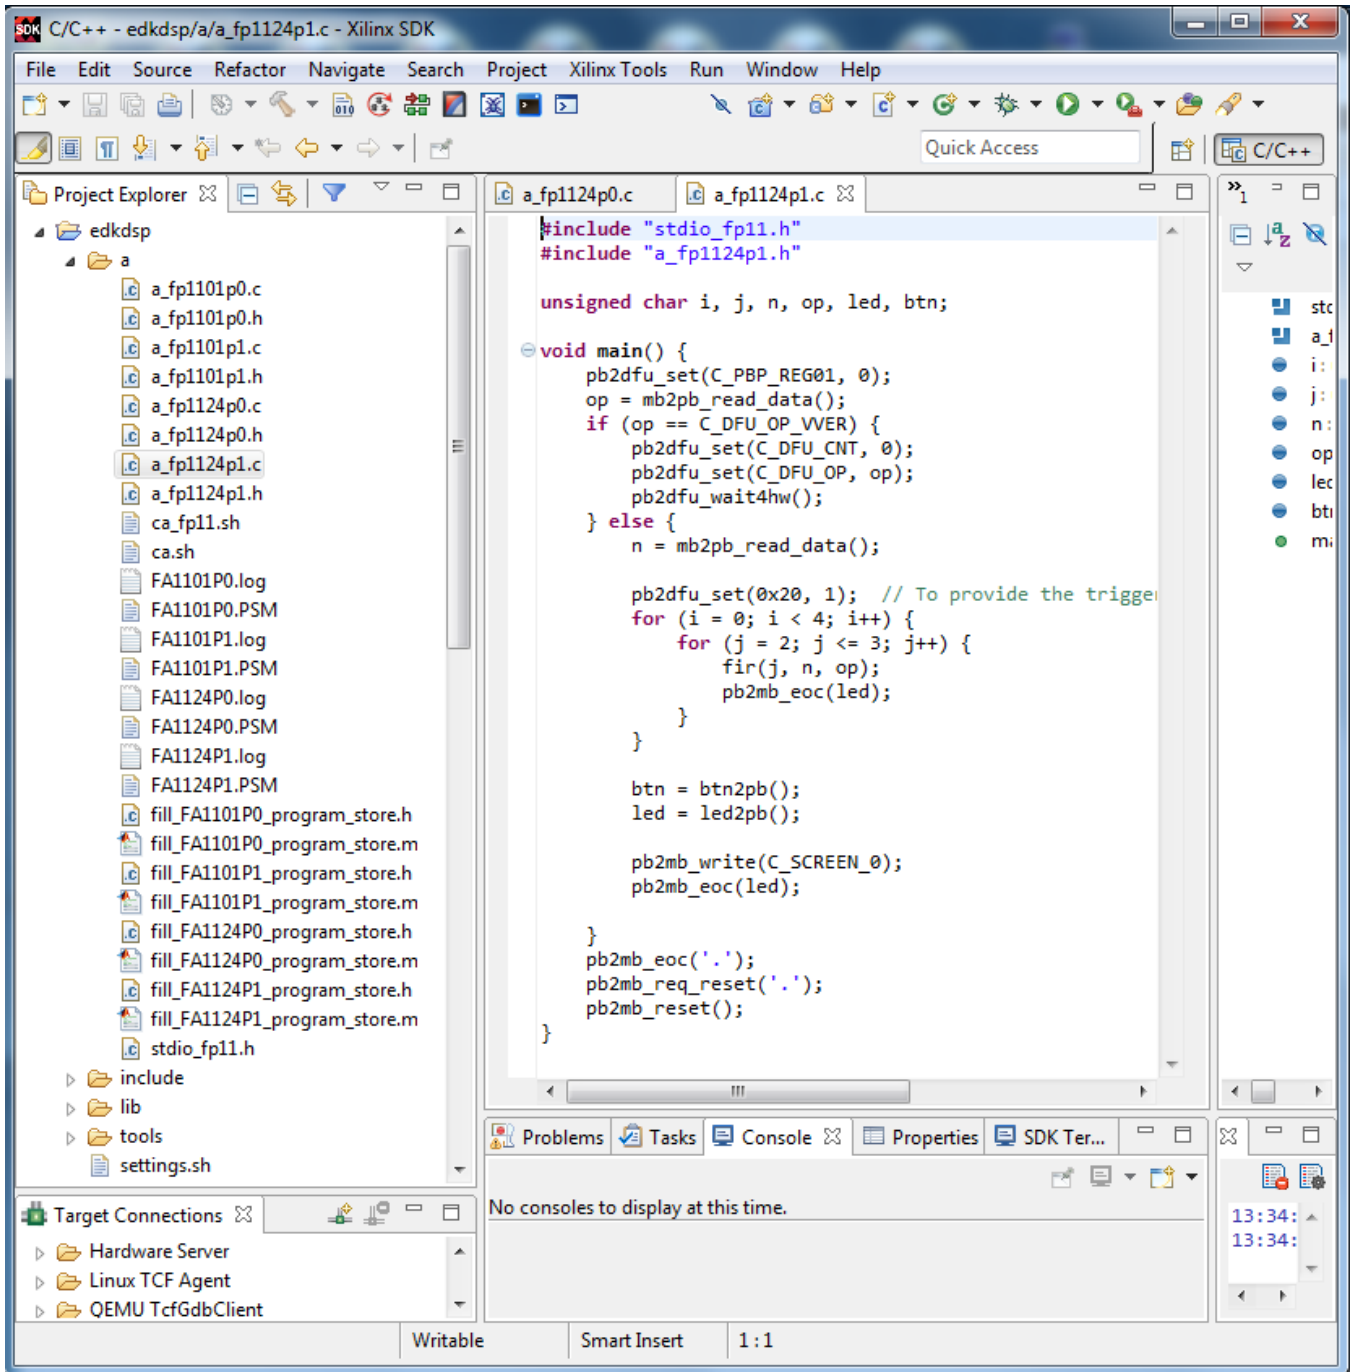 SDK C/C++ - edkdsp/a/a_fp1124p1.c - Xilinx SDK
File Edit Source Refactor Navigate Search Project Xilinx Tools Run Window Help
Quick Access
C/C++
Project Explorer
edkdsp
a
a_fp1101p0.c
a_fp1101p0.h
a_fp1101p1.c
a_fp1101p1.h
a_fp1124p0.c
a_fp1124p0.h
a_fp1124p1.c
a_fp1124p1.h
ca_fp11.sh
ca.sh
FA1101P0.log
FA1101P0.PSM
FA1101P1.log
FA1101P1.PSM
FA1124P0.log
FA1124P0.PSM
FA1124P1.log
FA1124P1.PSM
fill_FA1101P0_program_store.h
fill_FA1101P0_program_store.m
fill_FA1101P1_program_store.h
fill_FA1101P1_program_store.m
fill_FA1124P0_program_store.h
fill_FA1124P0_program_store.m
fill_FA1124P1_program_store.h
fill_FA1124P1_program_store.m
stdio_fp11.h
include
lib
tools
settings.sh
Target Connections
Hardware Server
Linux TCF Agent
QEMU TcfGdbClient
a_fp1124p0.c a_fp1124p1.c
#include "stdio_fp11.h"
#include "a_fp1124p1.h"
unsigned char i, j, n, op, led, btn;
void main() {
pb2dfu_set(C_PBP_REG01, 0);
op = mb2pb_read_data();
if (op == C_DFU_OP_VVER) {
pb2dfu_set(C_DFU_CNT, 0);
pb2dfu_set(C_DFU_OP, op);
pb2dfu_wait4hw();
} else {
n = mb2pb_read_data();
pb2dfu_set(0x20, 1); // To provide the trigger
for (i = 0; i < 4; i++) {
for (j = 2; j <= 3; j++) {
fir(j, n, op);
pb2mb_eoc(led);
}
}
btn = btn2pb();
led = led2pb();
pb2mb_write(C_SCREEN_0);
pb2mb_eoc(led);
}
pb2mb_eoc('.');
pb2mb_req_reset('.');
pb2mb_reset();
}
»1
stc
i :
j :
n :
op
btı
Problems Tasks Console Properties SDK Ter...
No consoles to display at this time.
13:34:
13:34:
Writable Smart Insert 1 : 1